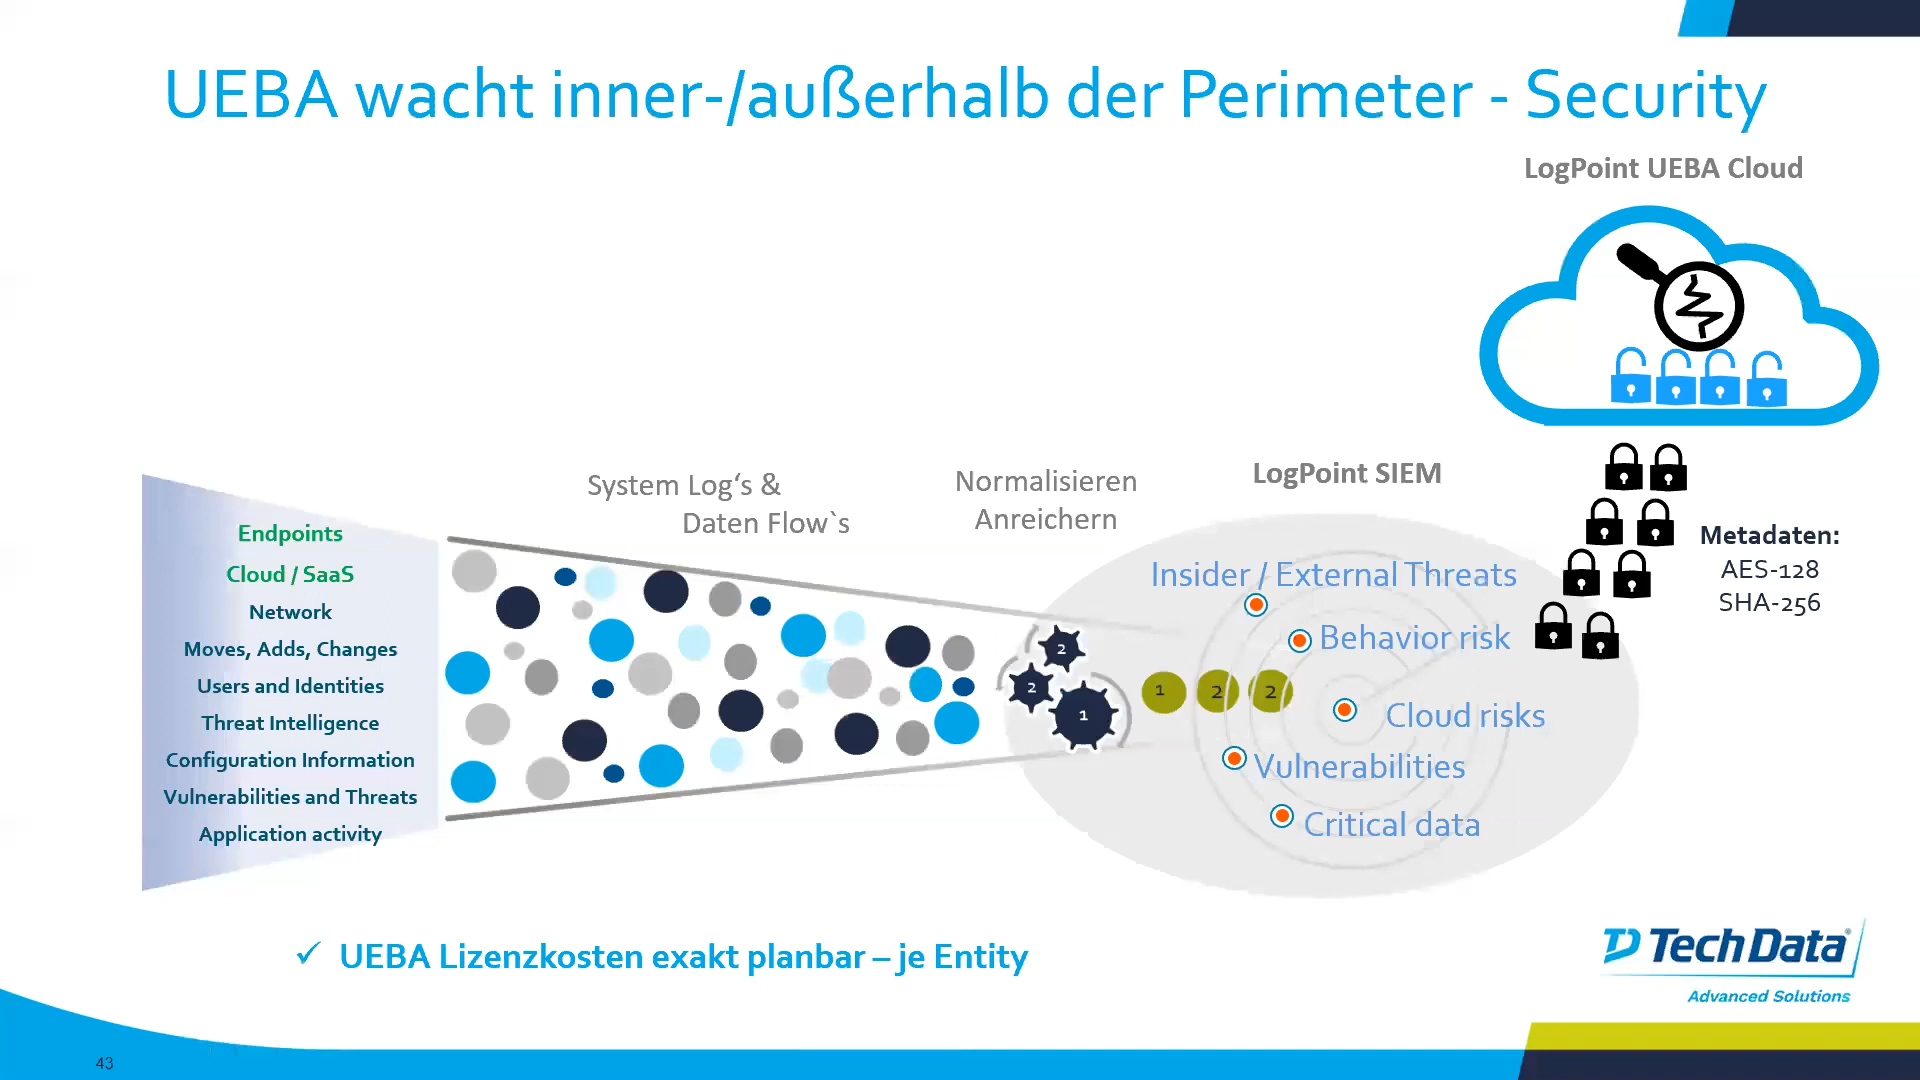 UEBA wacht inner-/außerhalb der Perimeter - Security
LogPoint UEBA Cloud
System Log‘s &
Daten Flow`s
Normalisieren
Anreichern
LogPoint SIEM
Endpoints
Cloud / SaaS
Network
Moves, Adds, Changes
Users and Identities
Threat Intelligence
Configuration Information
Vulnerabilities and Threats
Application activity
2
2
1
1
2
2
Insider / External Threats
Behavior risk
Cloud risks
Vulnerabilities
Critical data
Metadaten:
AES-128
SHA-256
✓ UEBA Lizenzkosten exakt planbar – je Entity
Tech Data®
Advanced Solutions
43